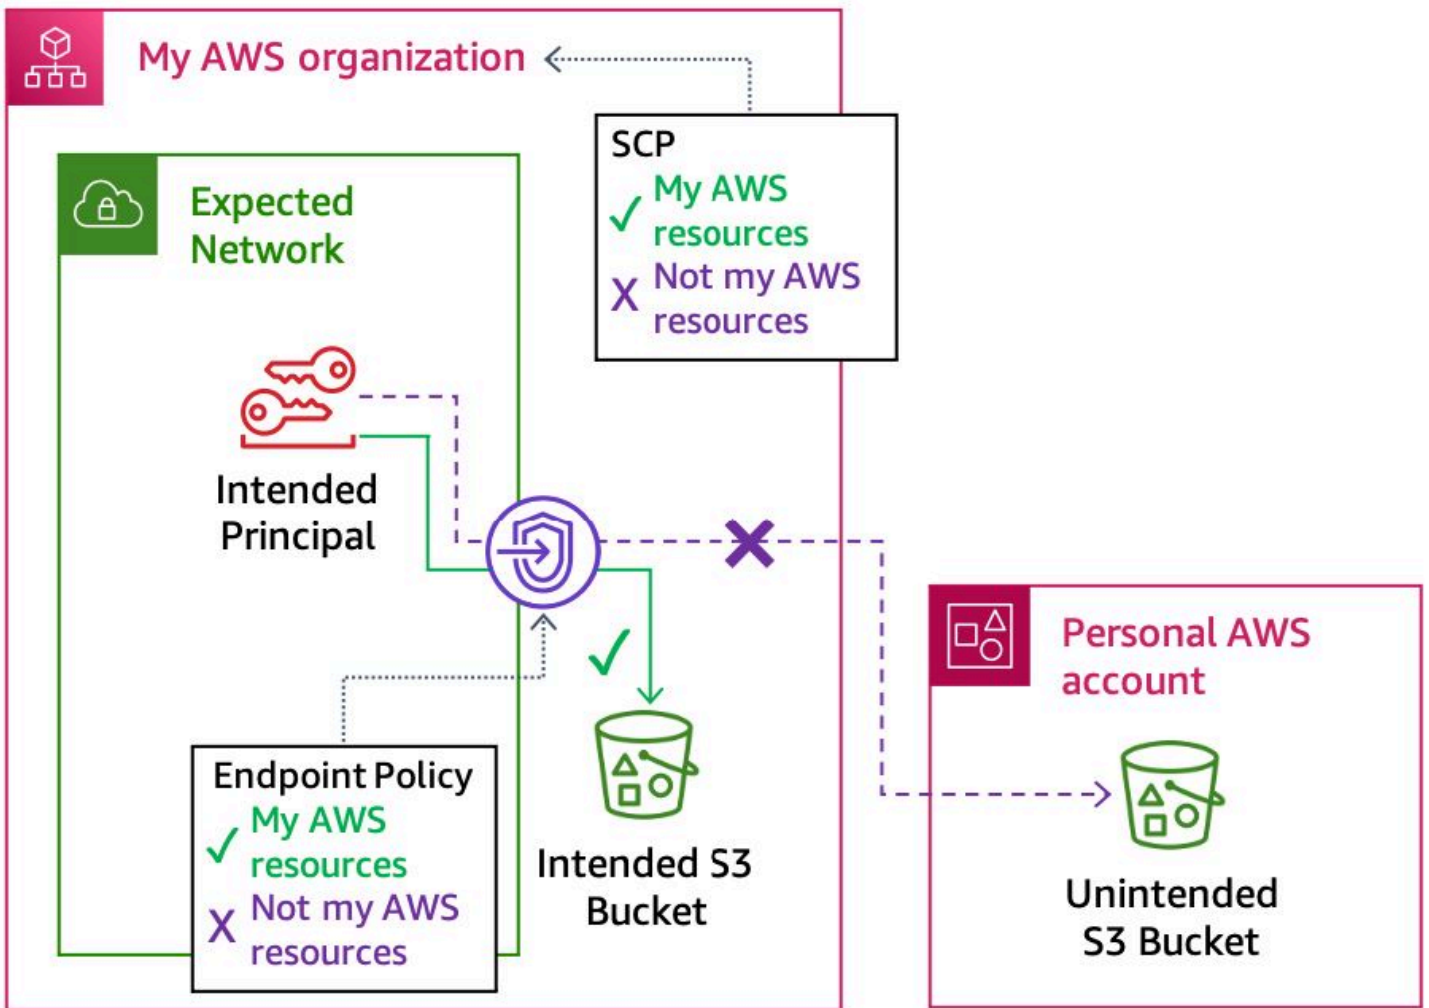 My AWS organization
SCP
✓ My AWS
resources
X Not my AWS
resources
Expected
Network
Intended
Principal
Personal AWS
account
Endpoint Policy
✓ My AWS
resources
X Not my AWS
resources
Intended S3
Bucket
Unintended
S3 Bucket